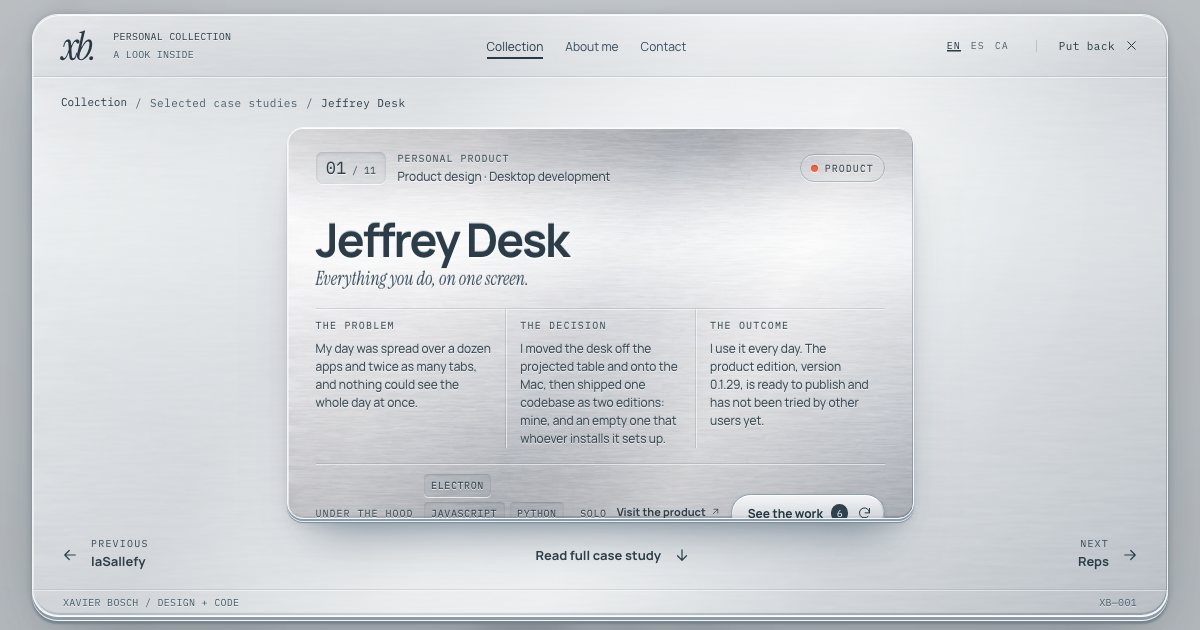 xb.
PERSONAL COLLECTION
A LOOK INSIDE
Collection
About me
Contact
EN ES CA
Put back
Collection / Selected case studies / Jeffrey Desk
01 / 11
PERSONAL PRODUCT
Product design · Desktop development
PRODUCT
Jeffrey Desk
Everything you do, on one screen.
THE PROBLEM
My day was spread over a dozen
apps and twice as many tabs,
and nothing could see the
whole day at once.
THE DECISION
I moved the desk off the
projected table and onto the
Mac, then shipped one
codebase as two editions:
mine, and an empty one that
whoever installs it sets up.
THE OUTCOME
I use it every day. The
product edition, version
0.1.29, is ready to publish and
has not been tried by other
users yet.
UNDER THE HOOD
ELECTRON
JAVASCRIPT
PYTHON
SOLO
Visit the product ↗
See the work 6
PREVIOUS
laSallefy
Read full case study ↓
NEXT
Reps
XAVIER BOSCH / DESIGN + CODE
XB—001